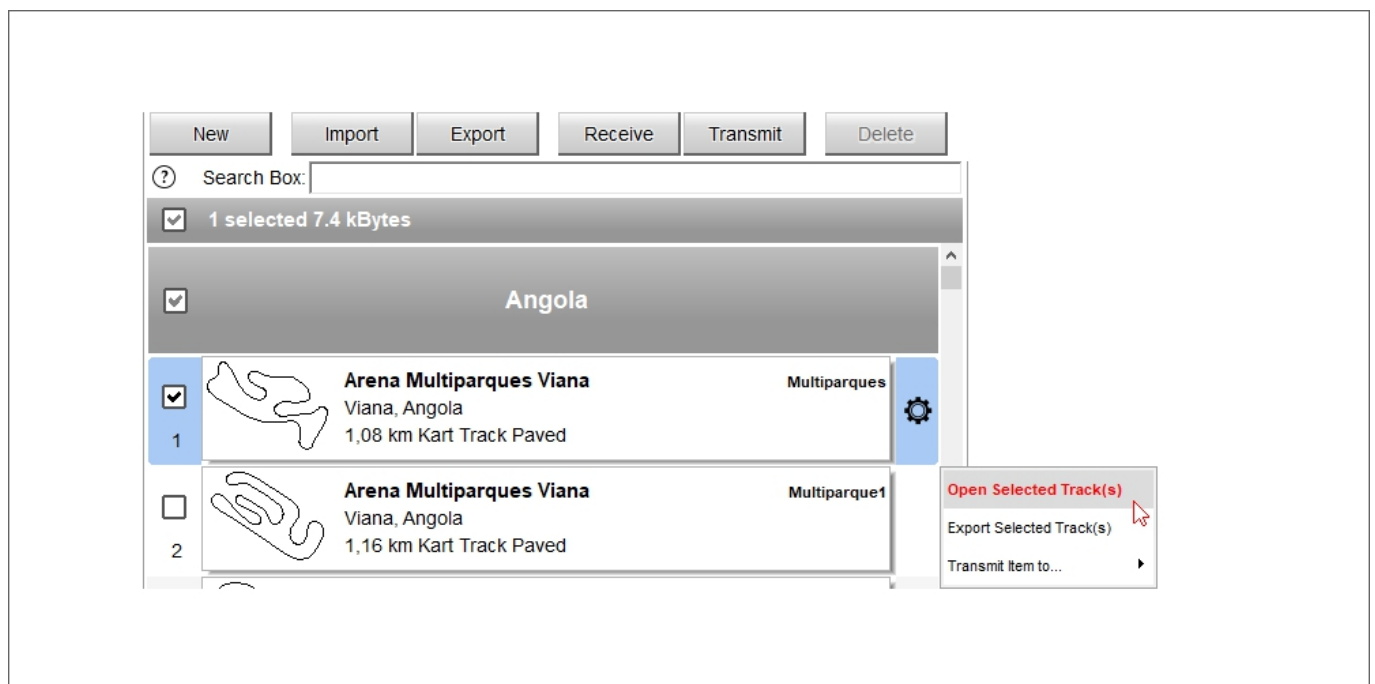 New Import Export Receive Transmit Delete
? Search Box:
1 selected 7.4 kBytes
Angola
Arena Multiparques Viana Multiparques
Viana, Angola
1,08 km Kart Track Paved
1
Arena Multiparques Viana Multiparque1
Viana, Angola
1,16 km Kart Track Paved
2
Open Selected Track(s)
Export Selected Track(s)
Transmit Item to...